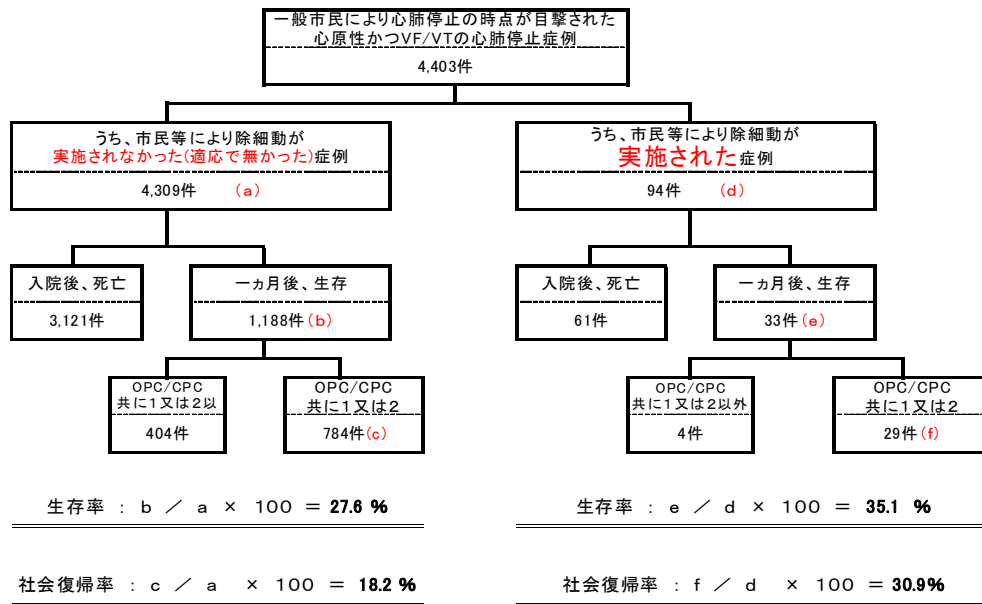 一般市民により心肺停止の時点が目撃された
心原性かつVF/VTの心肺停止症例
4,403件
うち、市民等により除細動が
実施されなかった(適応で無かった)症例
4,309件 (a)
うち、市民等により除細動が
実施された症例
94件 (d)
入院後、死亡
3,121件
一ヵ月後、生存
1,188件(b)
入院後、死亡
61件
一ヵ月後、生存
33件(e)
OPC/CPC
共に1又は2以
404件
OPC/CPC
共に1又は2
784件(c)
OPC/CPC
共に1又は2以外
4件
OPC/CPC
共に1又は2
29件(f)
生存率 : b / a × 100 = 27.6 %
生存率 : e / d × 100 = 35.1 %
社会復帰率 : c / a × 100 = 18.2 %
社会復帰率 : f / d × 100 = 30.9%